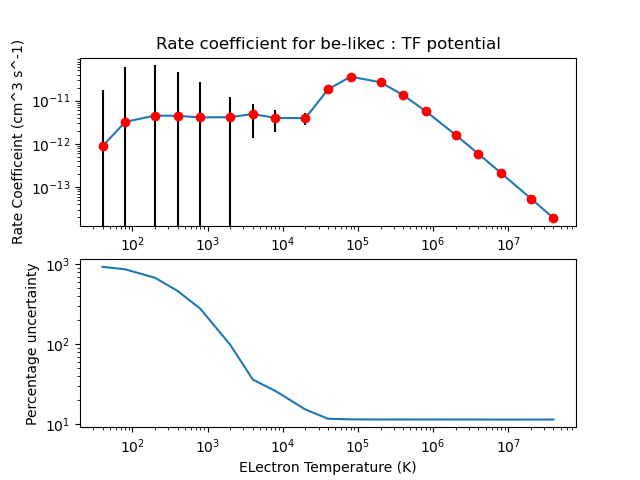 Rate coefficient for be-likec : TF potential
Rate Coefficeint (cm^3 s^-1)
10^-11
10^-12
10^-13
10^2 10^3 10^4 10^5 10^6 10^7
Percentage uncertainty
10^3
10^2
10^1
10^2 10^3 10^4 10^5 10^6 10^7
ELectron Temperature (K)